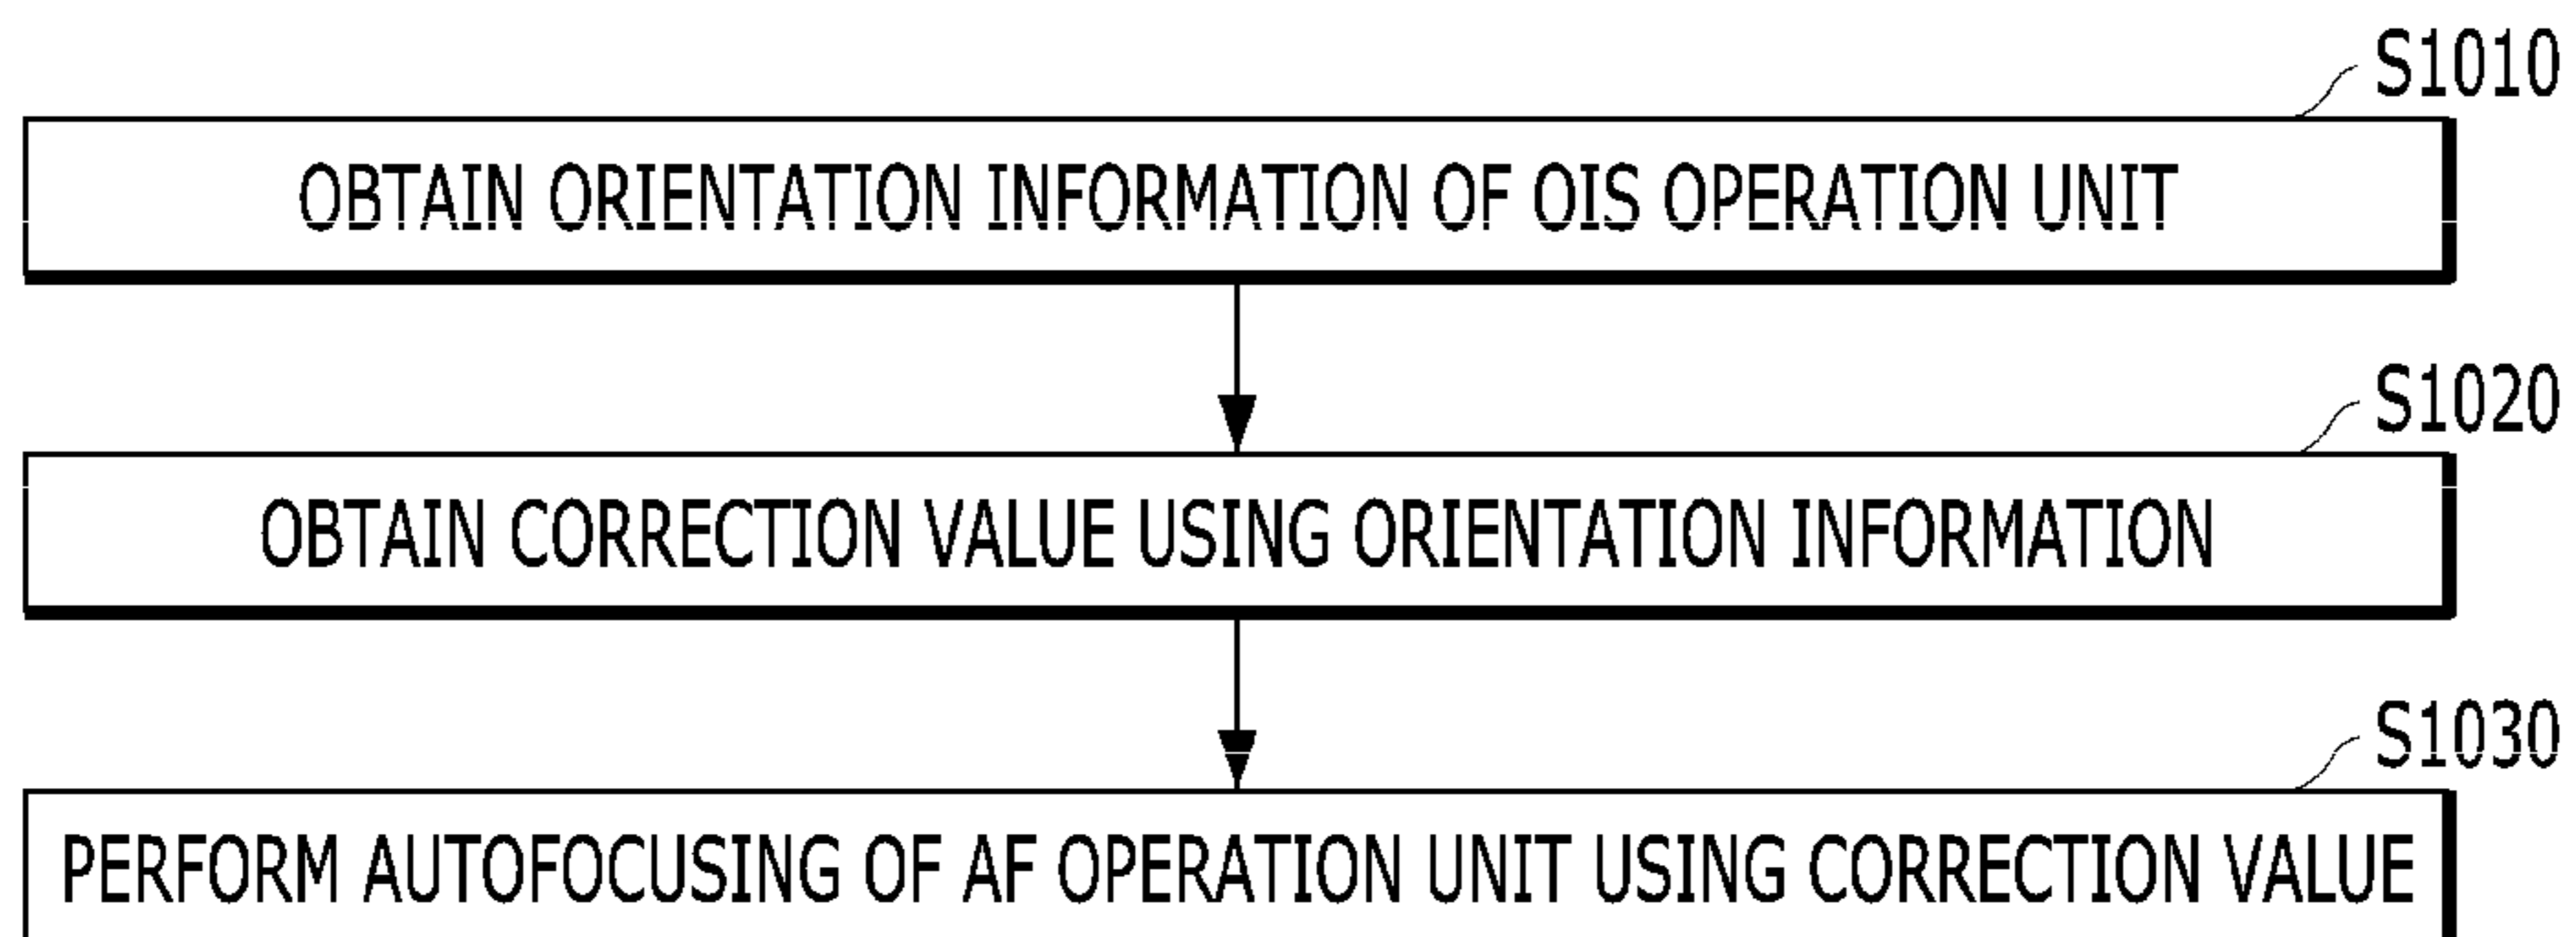 S1010
OBTAIN ORIENTATION INFORMATION OF OIS OPERATION UNIT
S1020
OBTAIN CORRECTION VALUE USING ORIENTATION INFORMATION
S1030
PERFORM AUTOFOCUSING OF AF OPERATION UNIT USING CORRECTION VALUE